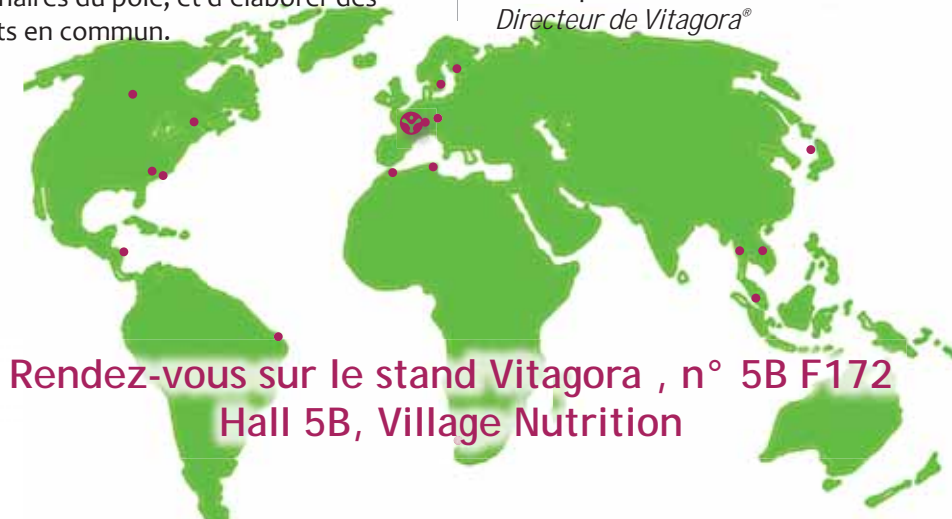 naires du pôle, et d'élaborer des
ts en commun.
Directeur de Vitagora®
Rendez-vous sur le stand Vitagora , n° 5B F172
Hall 5B, Village Nutrition